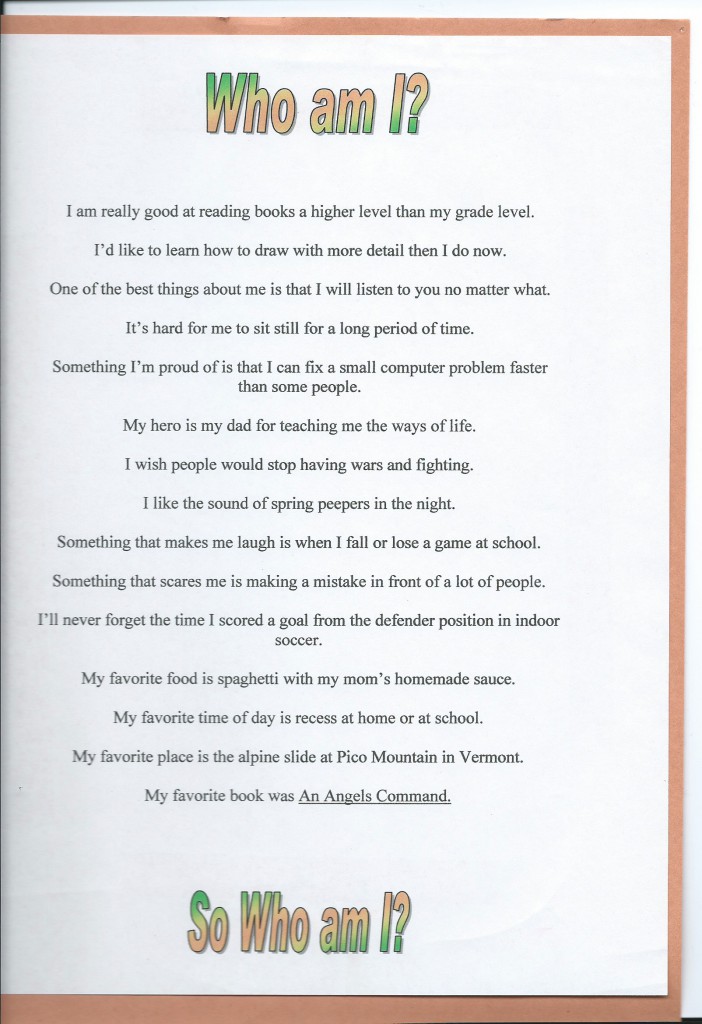 Who am I?
I am really good at reading books a higher level than my grade level.
I'd like to learn how to draw with more detail then I do now.
One of the best things about me is that I will listen to you no matter what.
It's hard for me to sit still for a long period of time.
Something I'm proud of is that I can fix a small computer problem faster
than some people.
My hero is my dad for teaching me the ways of life.
I wish people would stop having wars and fighting.
I like the sound of spring peepers in the night.
Something that makes me laugh is when I fall or lose a game at school.
Something that scares me is making a mistake in front of a lot of people.
I'll never forget the time I scored a goal from the defender position in indoor
soccer.
My favorite food is spaghetti with my mom's homemade sauce.
My favorite time of day is recess at home or at school.
My favorite place is the alpine slide at Pico Mountain in Vermont.
My favorite book was An Angels Command.
So Who am I?